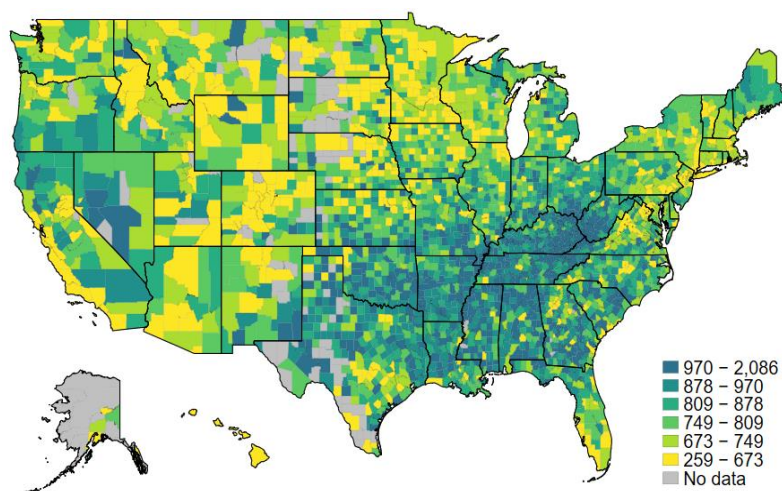 970 – 2,086
878 – 970
809 – 878
749 – 809
673 – 749
259 – 673
No data